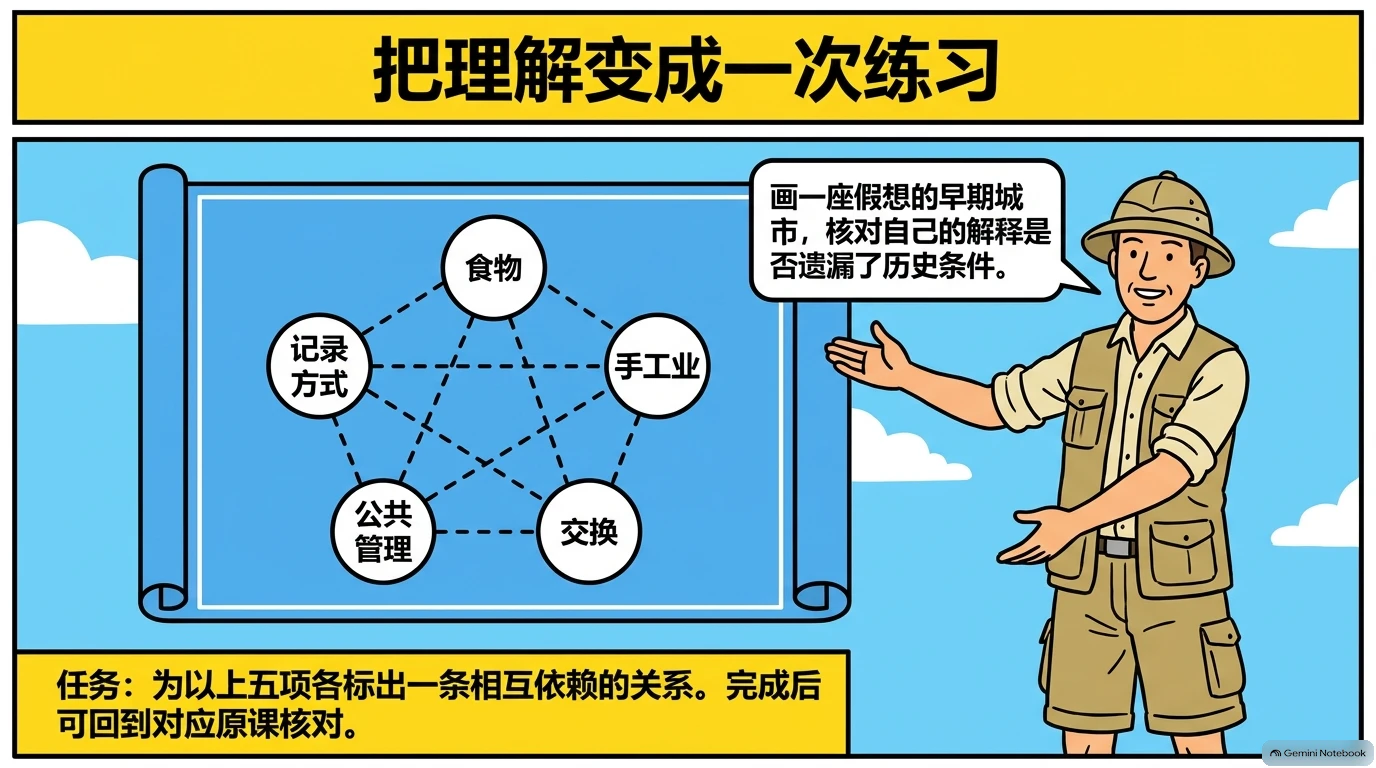 把理解变成一次练习
画一座假想的早期城
市，核对自己的解释是
否遗漏了历史条件。
食物
记录
方式
手工业
公共
管理
交换
任务：为以上五项各标出一条相互依赖的关系。完成后
可回到对应原课核对。
Gemini Notebook